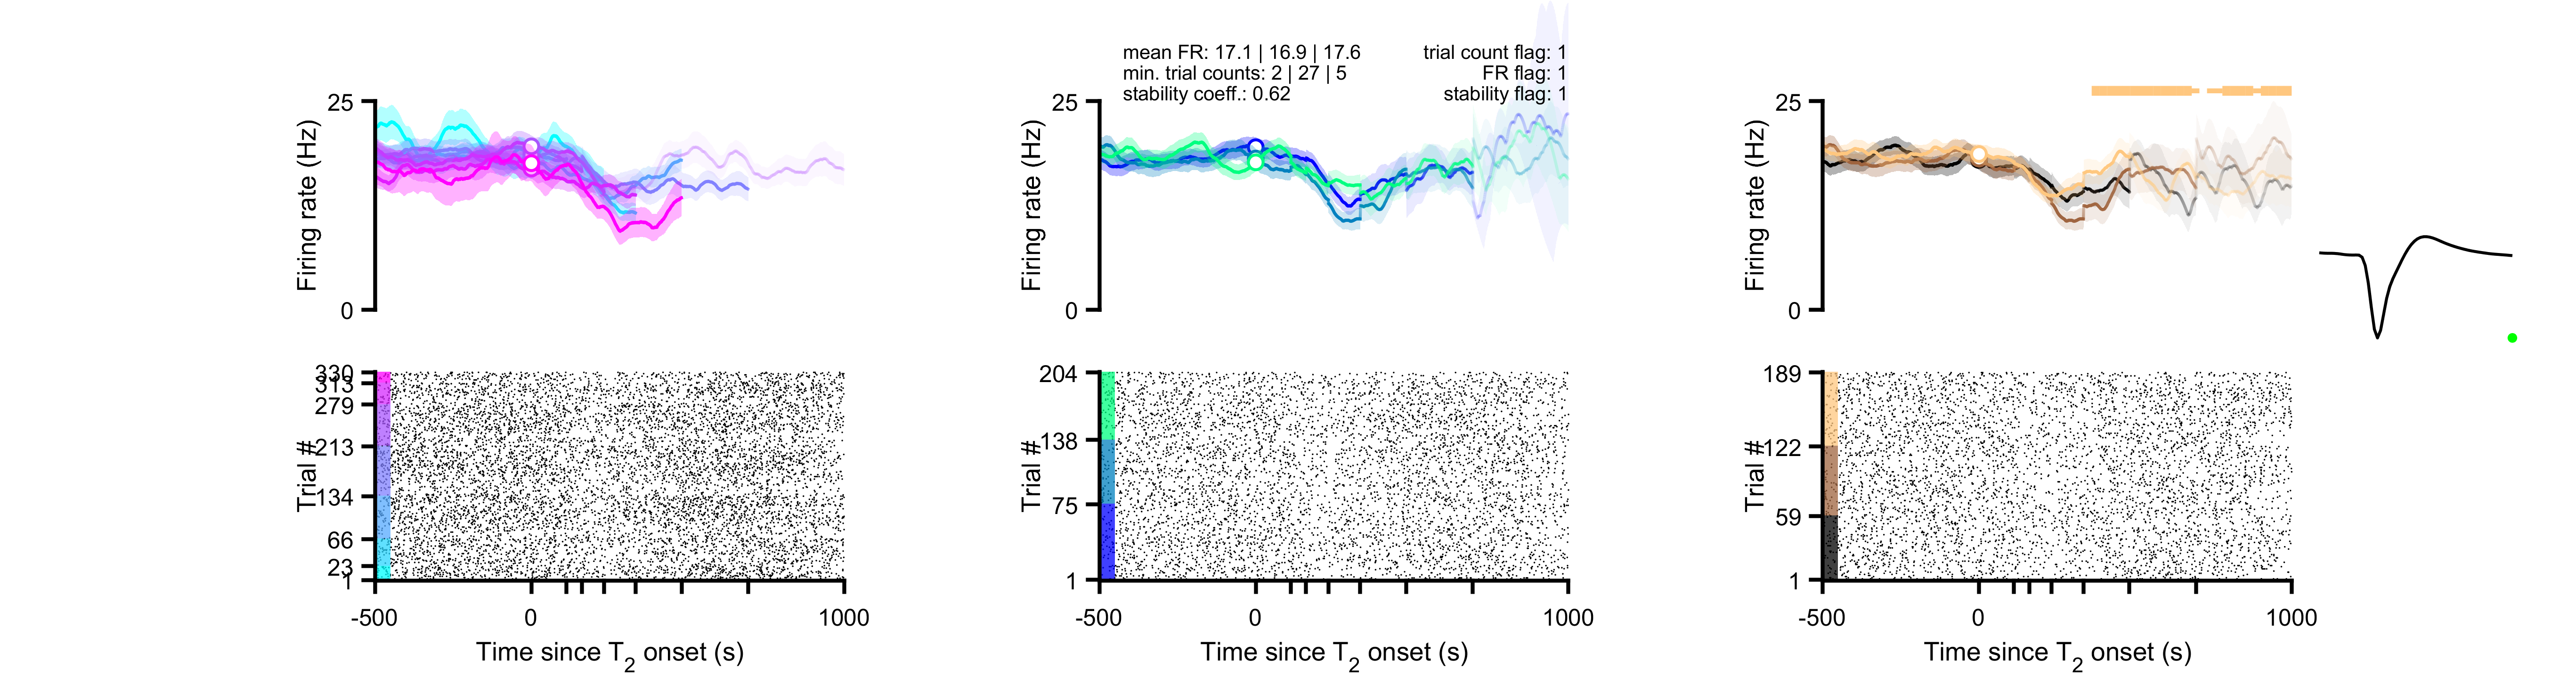 mean FR: 17.1 | 16.9 | 17.6
min. trial counts: 2 | 27 | 5
stability coeff.: 0.62
trial count flag: 1
FR flag: 1
stability flag: 1
25
Firing rate (Hz)
0
25
Firing rate (Hz)
0
25
Firing rate (Hz)
0
330
313
279
213
134
66
23
1
Trial #
-500
0
1000
Time since T2 onset (s)
204
138
75
1
Trial #
-500
0
1000
Time since T2 onset (s)
189
122
59
1
Trial #
-500
0
1000
Time since T2 onset (s)